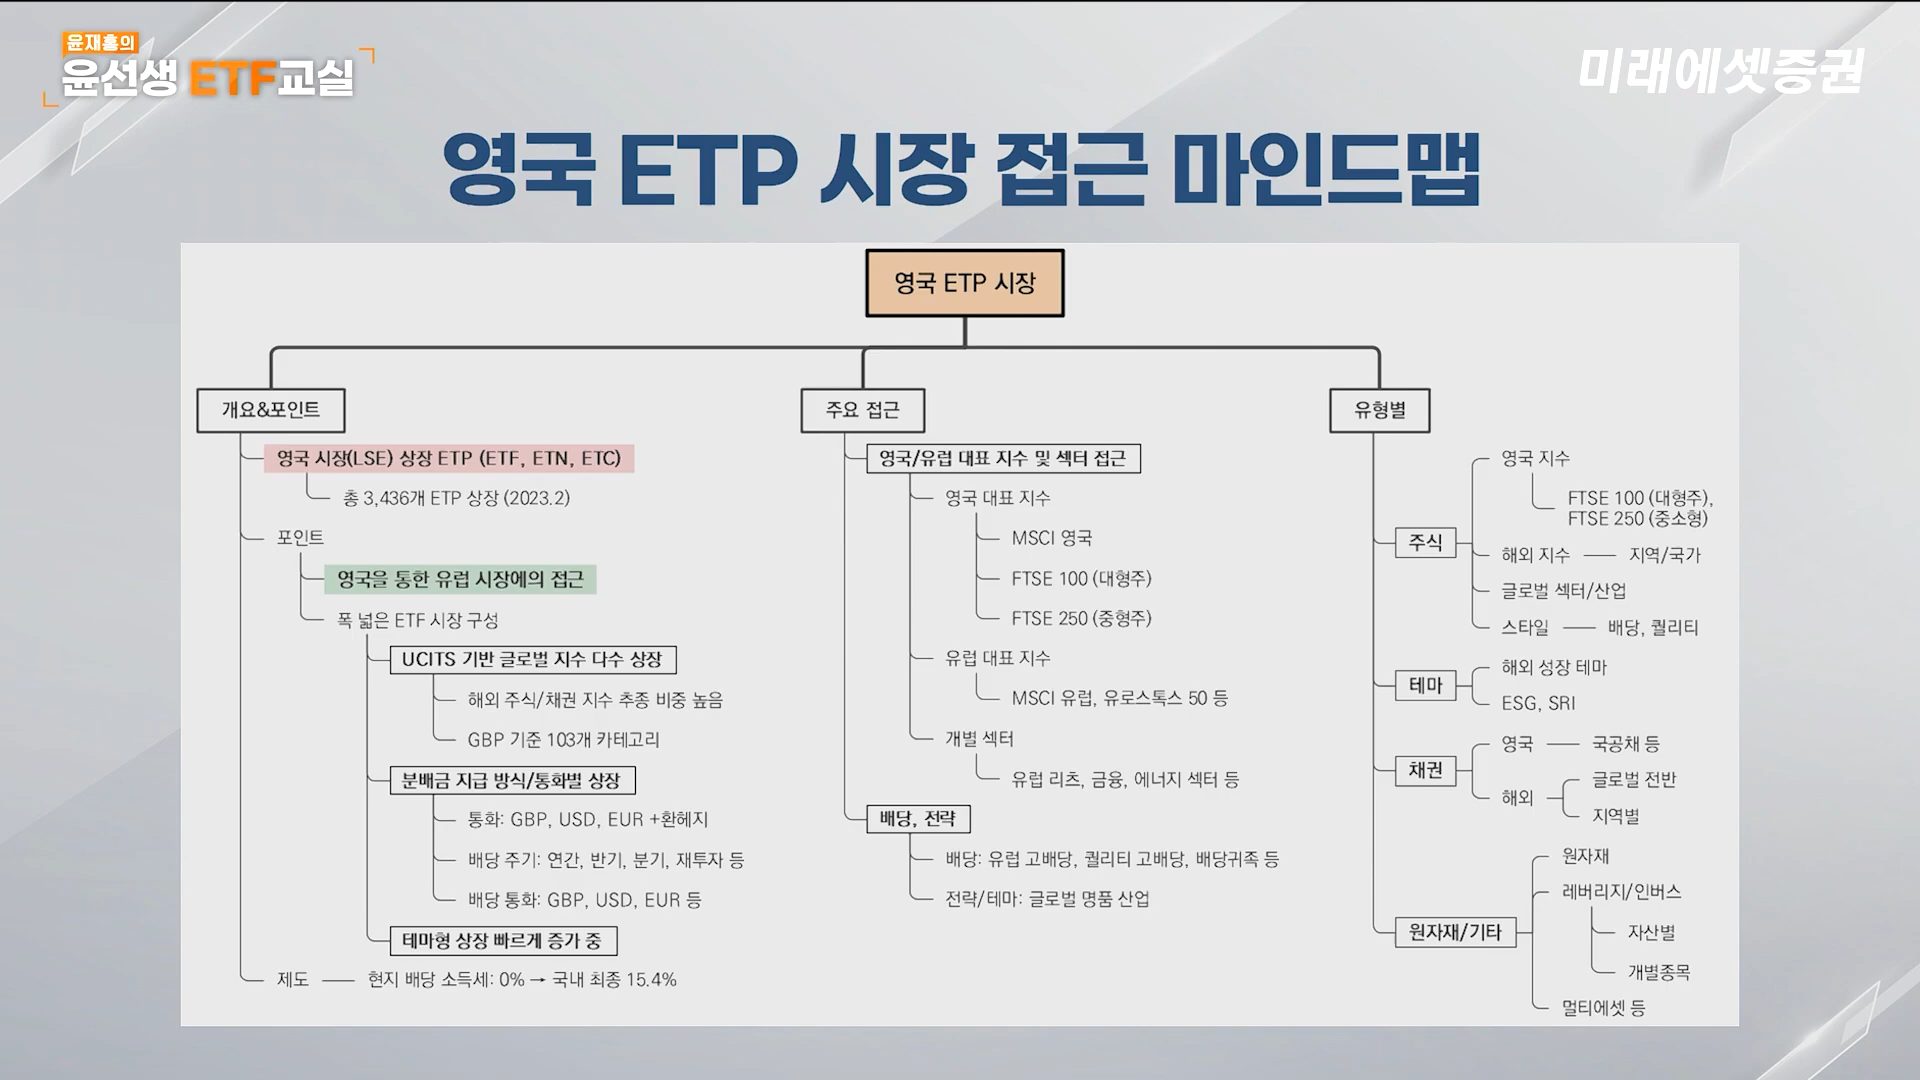 윤재홍의
윤선생 ETF교실
미래에셋증권
영국 ETP 시장 접근 마인드맵
영국 ETP 시장
개요&포인트
영국 시장(LSE) 상장 ETP (ETF, ETN, ETC)
총 3,436개 ETP 상장 (2023.2)
포인트
영국을 통한 유럽 시장에의 접근
폭 넓은 ETF 시장 구성
UCITS 기반 글로벌 지수 다수 상장
해외 주식/채권 지수 추종 비중 높음
GBP 기준 103개 카테고리
분배금 지급 방식/통화별 상장
통화: GBP, USD, EUR +환헤지
배당 주기: 연간, 반기, 분기, 재투자 등
배당 통화: GBP, USD, EUR 등
테마형 상장 빠르게 증가 중
제도
현지 배당 소득세: 0% → 국내 최종 15.4%
주요 접근
영국/유럽 대표 지수 및 섹터 접근
영국 대표 지수
MSCI 영국
FTSE 100 (대형주)
FTSE 250 (중형주)
유럽 대표 지수
MSCI 유럽, 유로스톡스 50 등
개별 섹터
유럽 리츠, 금융, 에너지 섹터 등
배당, 전략
배당: 유럽 고배당, 퀄리티 고배당, 배당귀족 등
전략/테마: 글로벌 명품 산업
유형별
주식
영국 지수
FTSE 100 (대형주),
FTSE 250 (중소형)
해외 지수
지역/국가
글로벌 섹터/산업
스타일
배당, 퀄리티
테마
해외 성장 테마
ESG, SRI
채권
영국
국공채 등
해외
글로벌 전반
지역별
원자재/기타
원자재
레버리지/인버스
자산별
개별종목
멀티에셋 등